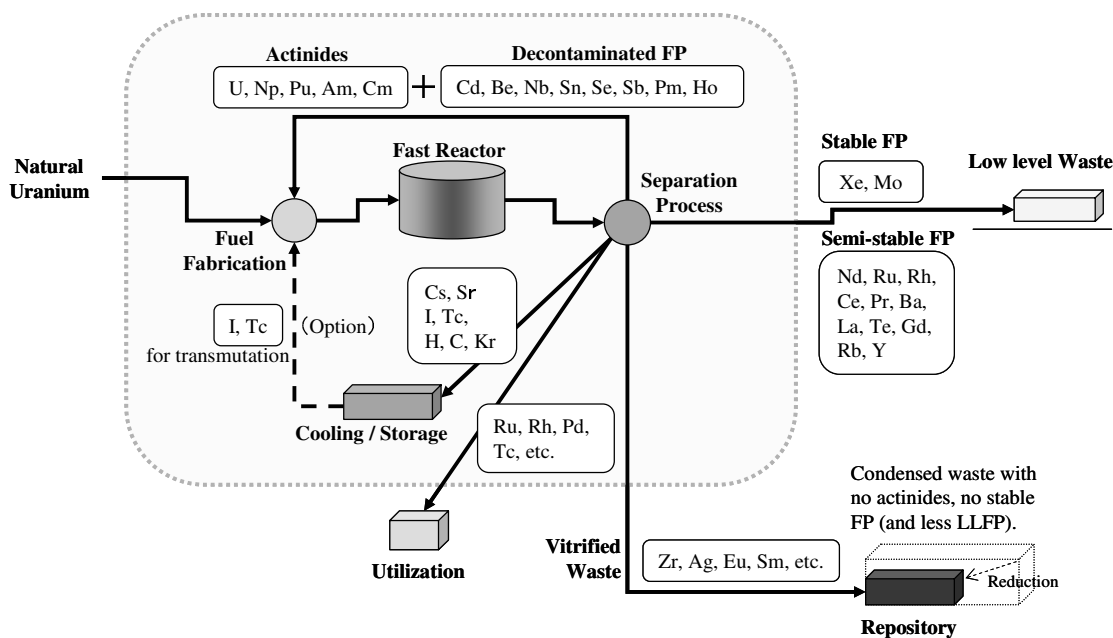 Actinides
U, Np, Pu, Am, Cm
+
Decontaminated FP
Cd, Be, Nb, Sn, Se, Sb, Pm, Ho
Natural
Uranium
Fuel
Fabrication
Fast Reactor
Separation
Process
Stable FP
Xe, Mo
Low level Waste
Semi-stable FP
Nd, Ru, Rh,
Ce, Pr, Ba,
La, Te, Gd,
Rb, Y
I, Tc
(Option)
for transmutation
Cs, Sr
I, Tc,
H, C, Kr
Cooling / Storage
Ru, Rh, Pd,
Tc, etc.
Utilization
Vitrified
Waste
Zr, Ag, Eu, Sm, etc.
Condensed waste with
no actinides, no stable
FP (and less LLFP).
Reduction
Repository